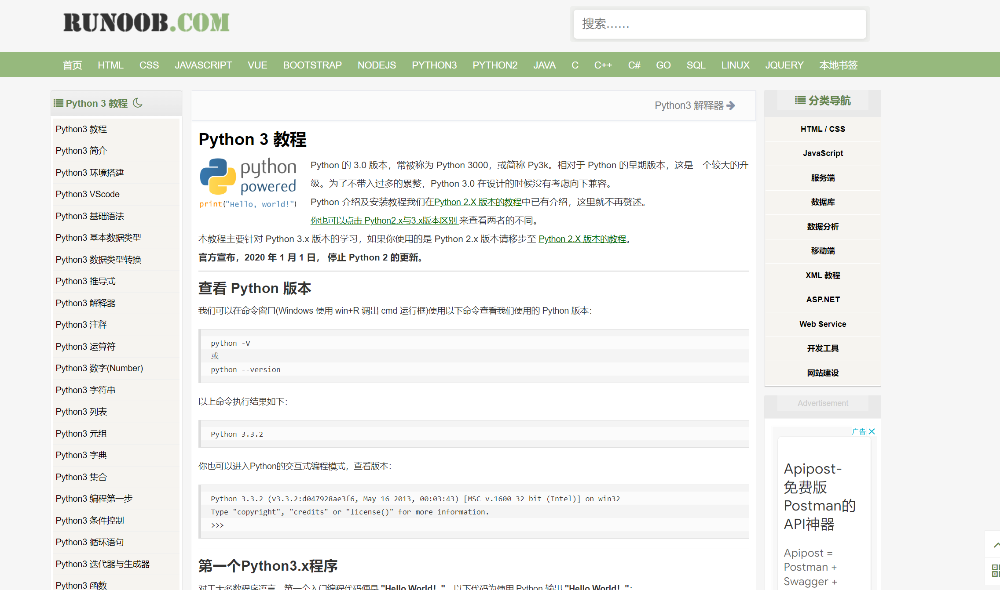 RUNOOB.COM
搜索……
首页 HTML CSS JAVASCRIPT VUE BOOTSTRAP NODEJS PYTHON3 PYTHON2 JAVA C C++ C# GO SQL LINUX JQUERY 本地书签
Python 3 教程
Python3 教程
Python3 简介
Python3 环境搭建
Python3 VScode
Python3 基础语法
Python3 基本数据类型
Python3 数据类型转换
Python3 推导式
Python3 解释器
Python3 注释
Python3 运算符
Python3 数字(Number)
Python3 字符串
Python3 列表
Python3 元组
Python3 字典
Python3 集合
Python3 编程第一步
Python3 条件控制
Python3 循环语句
Python3 迭代器与生成器
Python3 函数
Python3 解释器
Python 3 教程
python
powered
print("Hello, world!")
Python 的 3.0 版本，常被称为 Python 3000，或简称 Py3k。相对于 Python 的早期版本，这是一个较大的升
级。为了不带入过多的累赘，Python 3.0 在设计的时候没有考虑向下兼容。
Python 介绍及安装教程我们在Python 2.X 版本的教程中已有介绍，这里就不再赘述。
你也可以点击 Python2.x与3.x版本区别 来查看两者的不同。
本教程主要针对 Python 3.x 版本的学习，如果你使用的是 Python 2.x 版本请移步至 Python 2.X 版本的教程。
官方宣布，2020 年 1 月 1 日， 停止 Python 2 的更新。
查看 Python 版本
我们可以在命令窗口(Windows 使用 win+R 调出 cmd 运行框)使用以下命令查看我们使用的 Python 版本：
python -V
或
python --version
以上命令执行结果如下：
Python 3.3.2
你也可以进入Python的交互式编程模式，查看版本：
Python 3.3.2 (v3.3.2:d047928ae3f6, May 16 2013, 00:03:43) [MSC v.1600 32 bit (Intel)] on win32
Type "copyright", "credits" or "license()" for more information.
>>>
第一个Python3.x程序
对于大多数程序语言，第一个入门编程代码便是 "Hello World！"，以下代码为使用 Python 输出 "Hello World！"：
分类导航
HTML / CSS
JavaScript
服务端
数据库
数据分析
移动端
XML 教程
ASP.NET
Web Service
开发工具
网站建设
Advertisement
广告
Apipost-
免费版
Postman的
API神器
Apipost =
Postman +
Swagger +